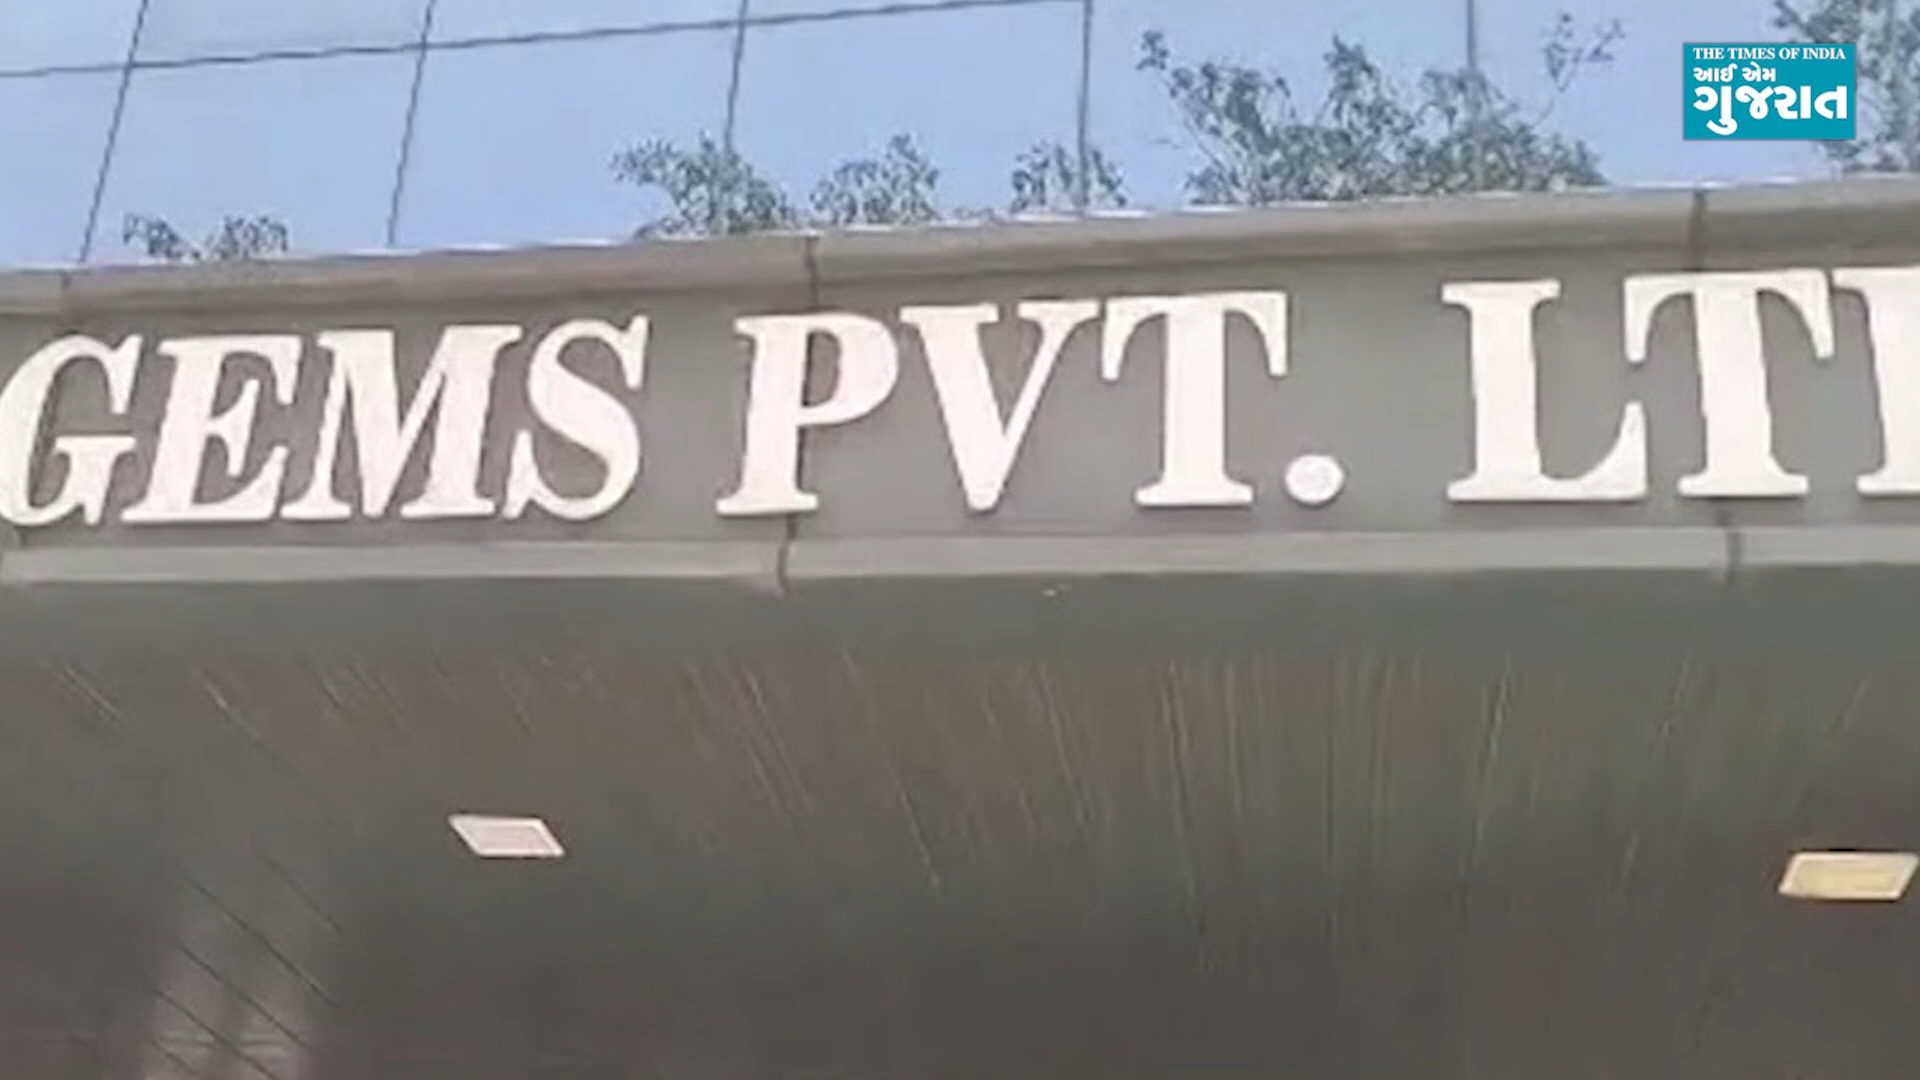 THE TIMES OF INDIA
આઈ એમ
ગુજરાત
GEMS PVT. LT